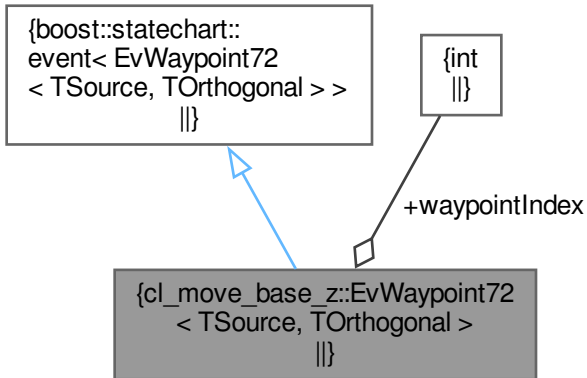 {boost::statechart::
event< EvWaypoint72
< TSource, TOrthogonal > >
||}
{int
||}
+waypointIndex
{cl_move_base_z::EvWaypoint72
< TSource, TOrthogonal >
||}